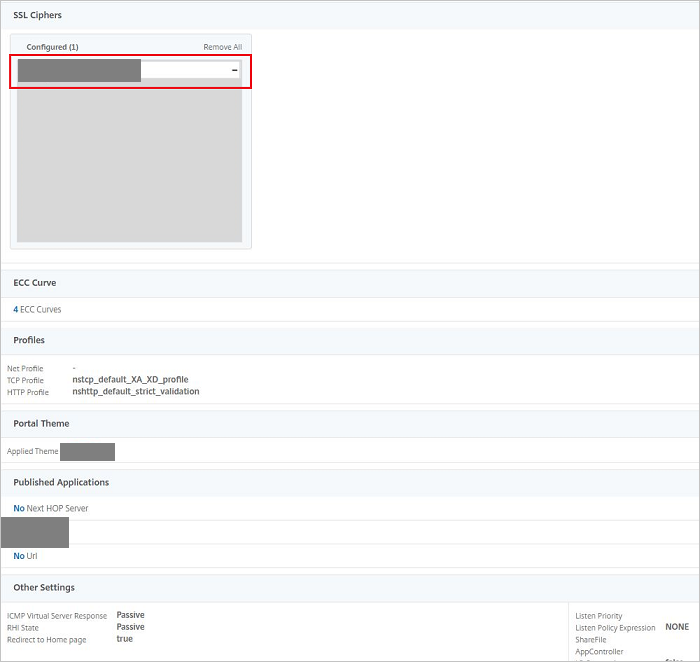 SSL Ciphers
Configured (1) Remove All
ECC Curve
4 ECC Curves
Profiles
Net Profile -
TCP Profile nstcp_default_XA_XD_profile
HTTP Profile nshttp_default_strict_validation
Portal Theme
Applied Theme
Published Applications
No Next HOP Server
No Url
Other Settings
ICMP Virtual Server Response Passive
RHI State Passive
Redirect to Home page true
Listen Priority
Listen Policy Expression NONE
ShareFile
AppController